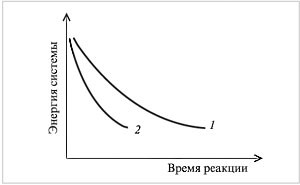 Энергия системы
1
2
Время реакции